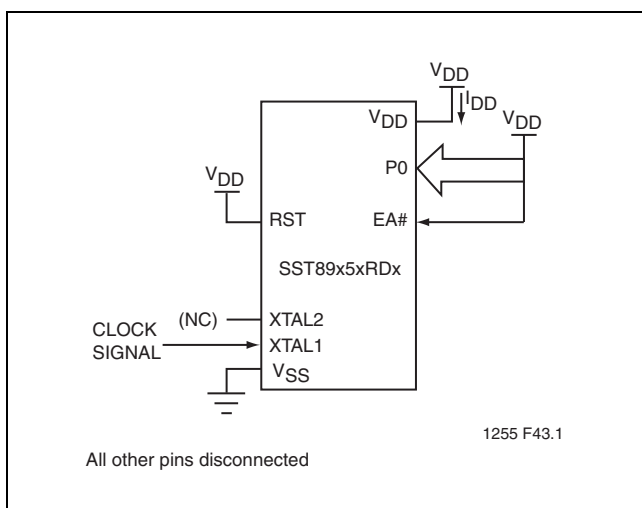 VDD
IDD
VDD
VDD
P0
VDD
RST
EA#
SST89x5xRDx
(NC)
XTAL2
CLOCK
SIGNAL
XTAL1
VSS
1255 F43.1
All other pins disconnected